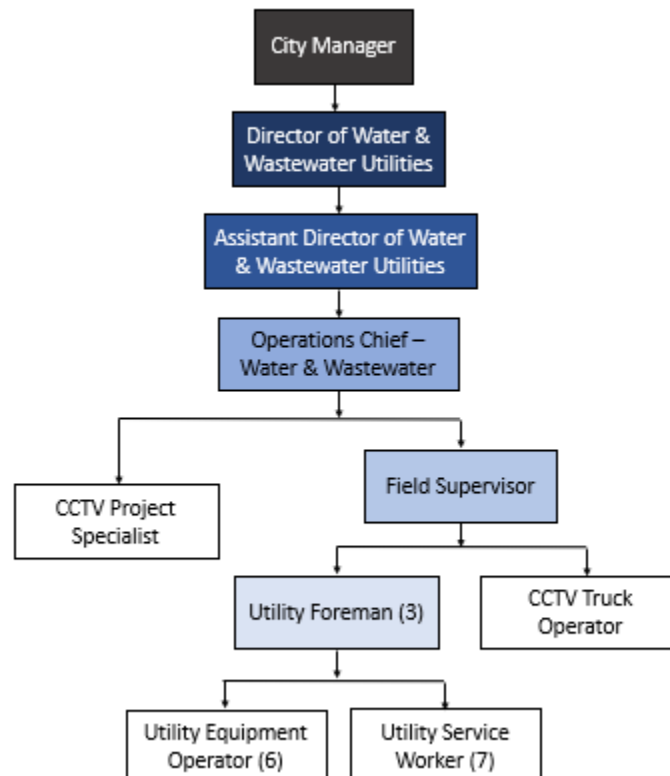 City Manager
Director of Water &
Wastewater Utilities
Assistant Director of Water
& Wastewater Utilities
Operations Chief –
Water & Wastewater
CCTV Project
Specialist
Field Supervisor
Utility Foreman (3)
CCTV Truck
Operator
Utility Equipment
Operator (6)
Utility Service
Worker (7)